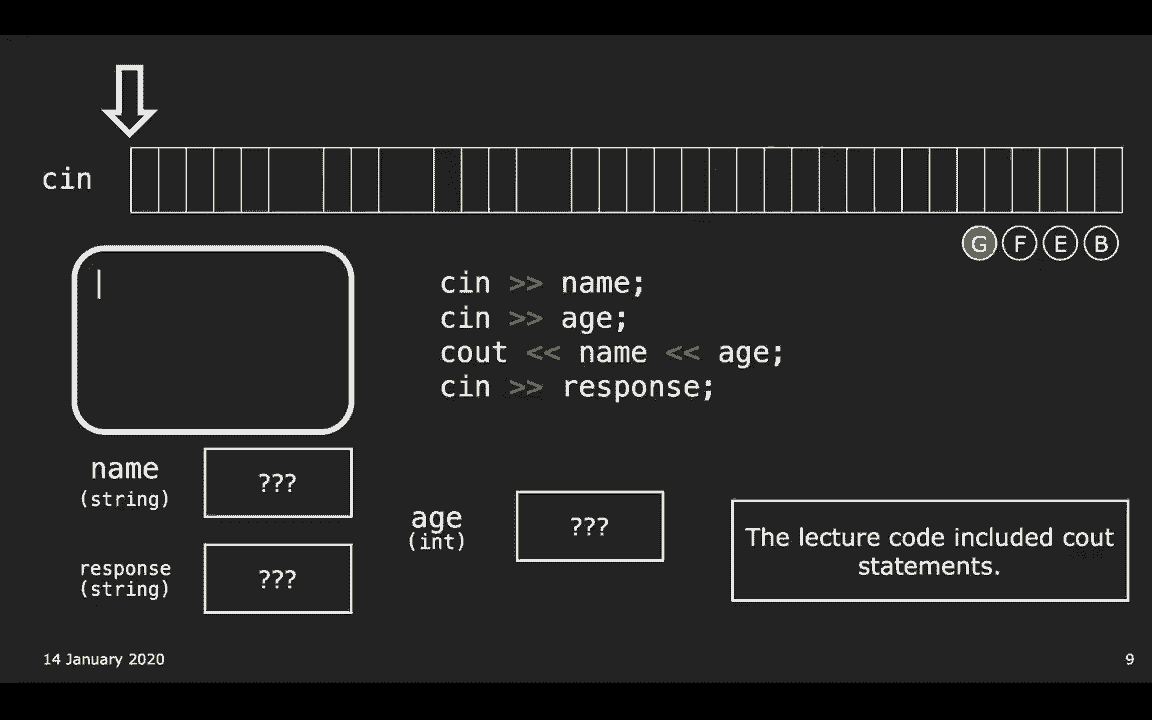 cin
G F E B
cin >> name;
cin >> age;
cout << name << age;
cin >> response;
name
(string)
???
age
(int)
???
response
(string)
???
The lecture code included cout
statements.
14 January 2020
9